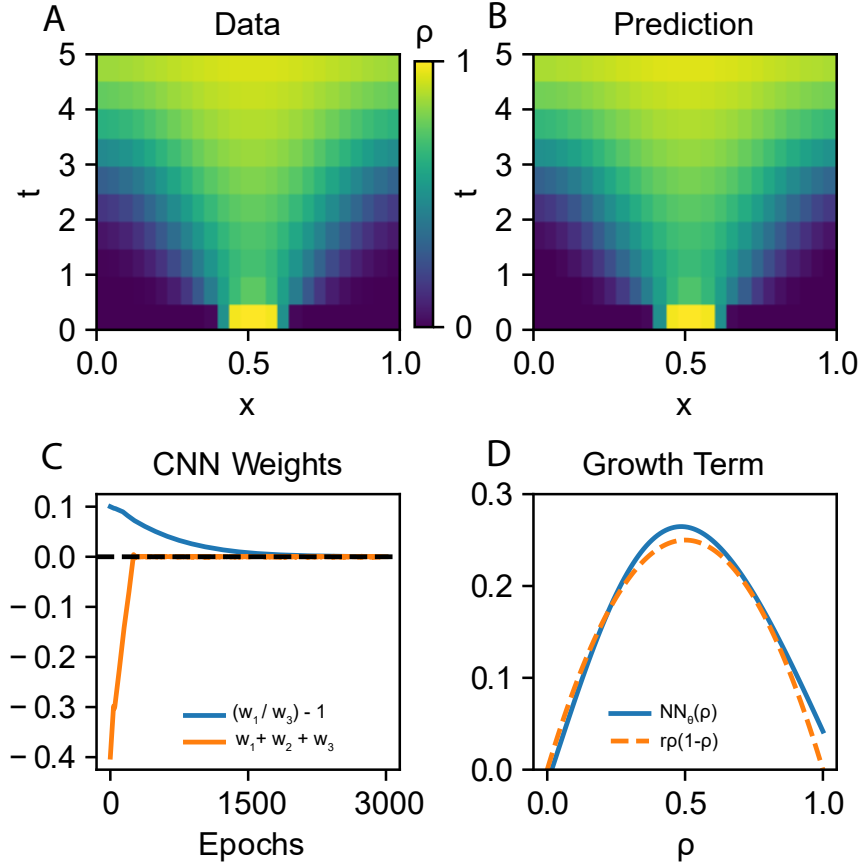 A
Data
ρ
B
Prediction
5
4
3
2
1
0
t
0.0
0.5
1.0
x
1
0
5
4
3
2
1
0
t
0.0
0.5
1.0
x
C
CNN Weights
0.1
0.0
−0.1
−0.2
−0.3
−0.4
(w₁ / w₃) - 1
w₁+ w₂ + w₃
0
1500
3000
Epochs
D
Growth Term
0.3
0.2
0.1
0.0
NN_θ(ρ)
rρ(1-ρ)
0.0
0.5
1.0
ρ